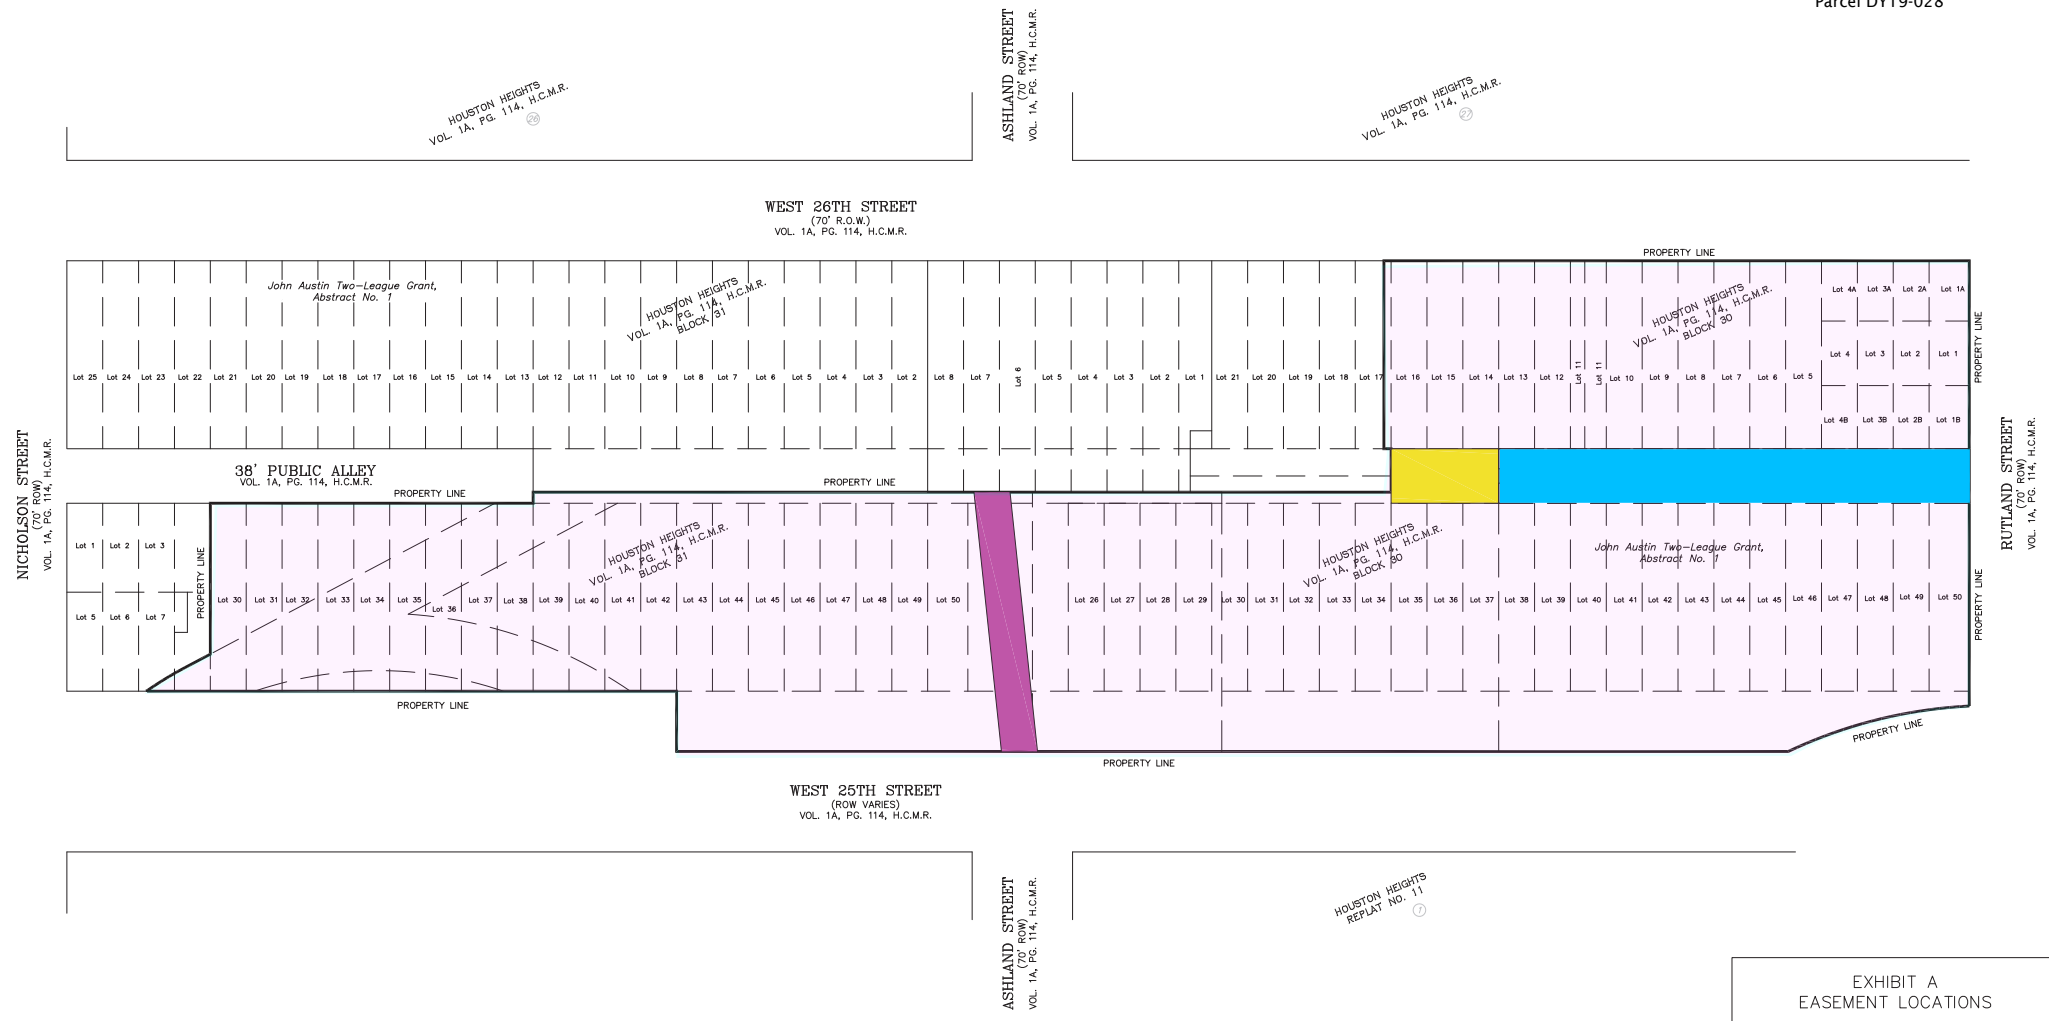 Parcel DY19-028
ASHLAND STREET
(70' ROW)
VOL. 1A, PG. 114, H.C.M.R.
HOUSTON HEIGHTS
VOL. 1A, PG. 114, H.C.M.R.
26
HOUSTON HEIGHTS
VOL. 1A, PG. 114, H.C.M.R.
27
WEST 26TH STREET
(70' R.O.W.)
VOL. 1A, PG. 114, H.C.M.R.
PROPERTY LINE
John Austin Two-League Grant,
Abstract No. 1
HOUSTON HEIGHTS
VOL. 1A, PG. 114, H.C.M.R.
BLOCK 31
HOUSTON HEIGHTS
VOL. 1A, PG. 114, H.C.M.R.
BLOCK 30
Lot 4A Lot 3A Lot 2A Lot 1A
PROPERTY LINE
Lot 4 Lot 3 Lot 2 Lot 1
Lot 25 Lot 24 Lot 23 Lot 22 Lot 21 Lot 20 Lot 19 Lot 18 Lot 17 Lot 16 Lot 15 Lot 14 Lot 13 Lot 12 Lot 11 Lot 10 Lot 9 Lot 8 Lot 7 Lot 6 Lot 5 Lot 4 Lot 3 Lot 2 Lot 8 Lot 7 Lot 6 Lot 5 Lot 4 Lot 3 Lot 2 Lot 1 Lot 21 Lot 20 Lot 19 Lot 18 Lot 17 Lot 16 Lot 15 Lot 14 Lot 13 Lot 12 Lot 11 Lot 11 Lot 10 Lot 9 Lot 8 Lot 7 Lot 6 Lot 5
Lot 4B Lot 3B Lot 2B Lot 1B
NICHOLSON STREET
(70' ROW)
VOL. 1A, PG. 114, H.C.M.R.
38' PUBLIC ALLEY
VOL. 1A, PG. 114, H.C.M.R.
PROPERTY LINE
PROPERTY LINE
RUTLAND STREET
(70' ROW)
VOL. 1A, PG. 114, H.C.M.R.
Lot 1 Lot 2 Lot 3
PROPERTY LINE
HOUSTON HEIGHTS
VOL. 1A, PG. 114, H.C.M.R.
BLOCK 31
HOUSTON HEIGHTS
VOL. 1A, PG. 114, H.C.M.R.
BLOCK 30
John Austin Two-League Grant,
Abstract No. 1
PROPERTY LINE
Lot 30 Lot 31 Lot 32 Lot 33 Lot 34 Lot 35 Lot 36 Lot 37 Lot 38 Lot 39 Lot 40 Lot 41 Lot 42 Lot 43 Lot 44 Lot 45 Lot 46 Lot 47 Lot 48 Lot 49 Lot 50 Lot 26 Lot 27 Lot 28 Lot 29 Lot 30 Lot 31 Lot 32 Lot 33 Lot 34 Lot 35 Lot 36 Lot 37 Lot 38 Lot 39 Lot 40 Lot 41 Lot 42 Lot 43 Lot 44 Lot 45 Lot 46 Lot 47 Lot 48 Lot 49 Lot 50
Lot 5 Lot 6 Lot 7
PROPERTY LINE
PROPERTY LINE
PROPERTY LINE
WEST 25TH STREET
(ROW VARIES)
VOL. 1A, PG. 114, H.C.M.R.
ASHLAND STREET
(70' ROW)
VOL. 1A, PG. 114, H.C.M.R.
HOUSTON HEIGHTS
REPLAT NO. 11
1
EXHIBIT A
EASEMENT LOCATIONS